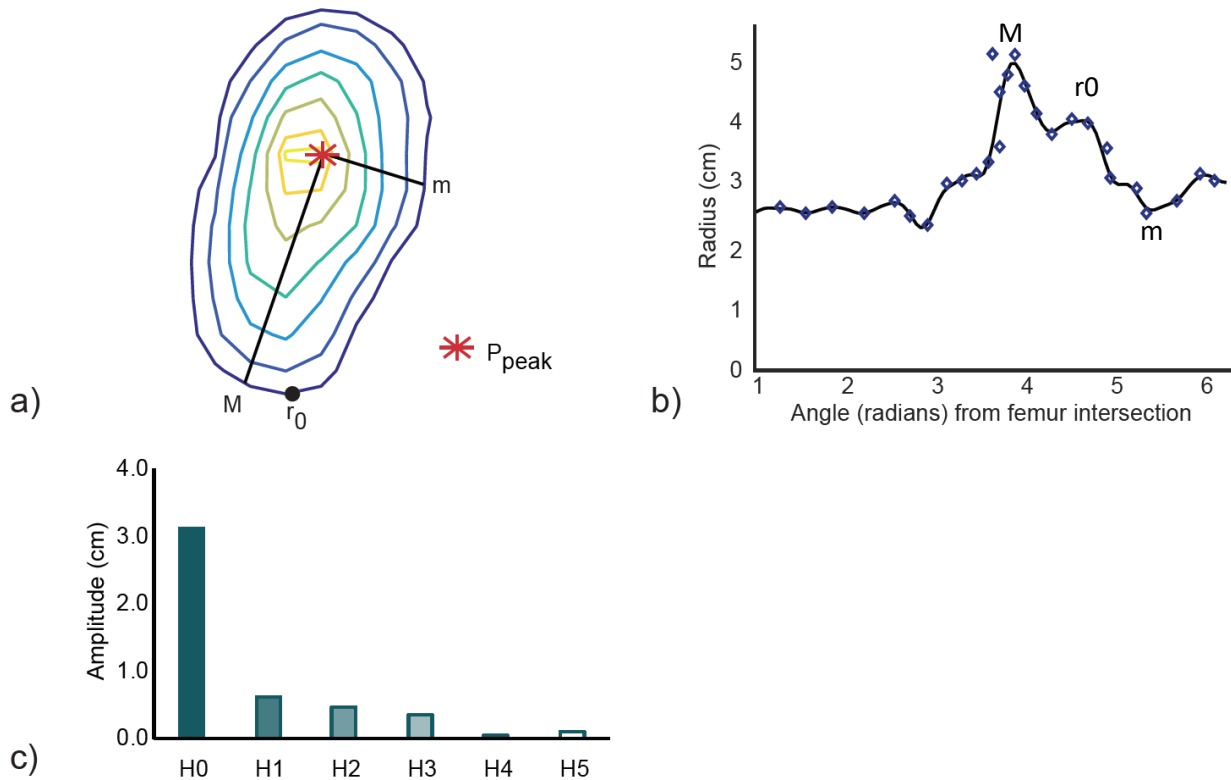 a)
m
M
r0
Ppeak
b)
Radius (cm)
5
4
3
2
1
0
M
r0
m
1 2 3 4 5 6
Angle (radians) from femur intersection
c)
Amplitude (cm)
4.0
3.0
2.0
1.0
0.0
H0 H1 H2 H3 H4 H5